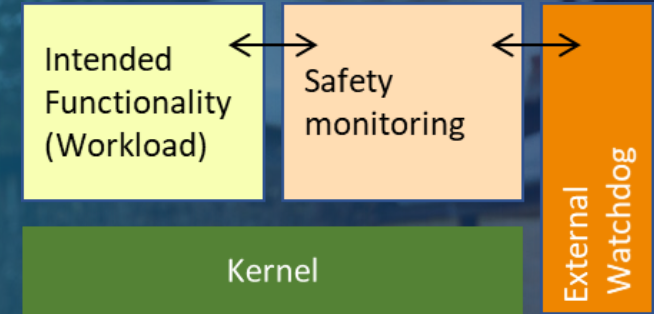 Intended
Functionality
(Workload)
Safety
monitoring
External
Watchdog
Kernel